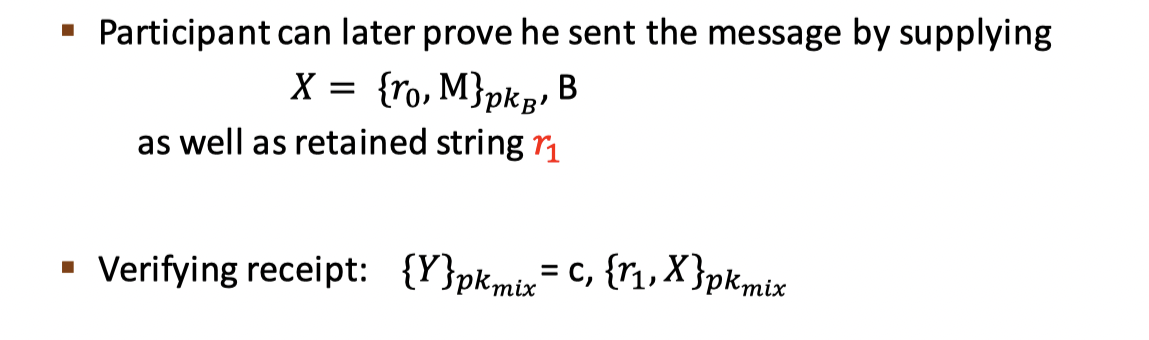 ▪ Participant can later prove he sent the message by supplying
X = {r₀, M}pk_B, B
as well as retained string r₁
▪ Verifying receipt: {Y}pk_mix = c, {r₁, X}pk_mix